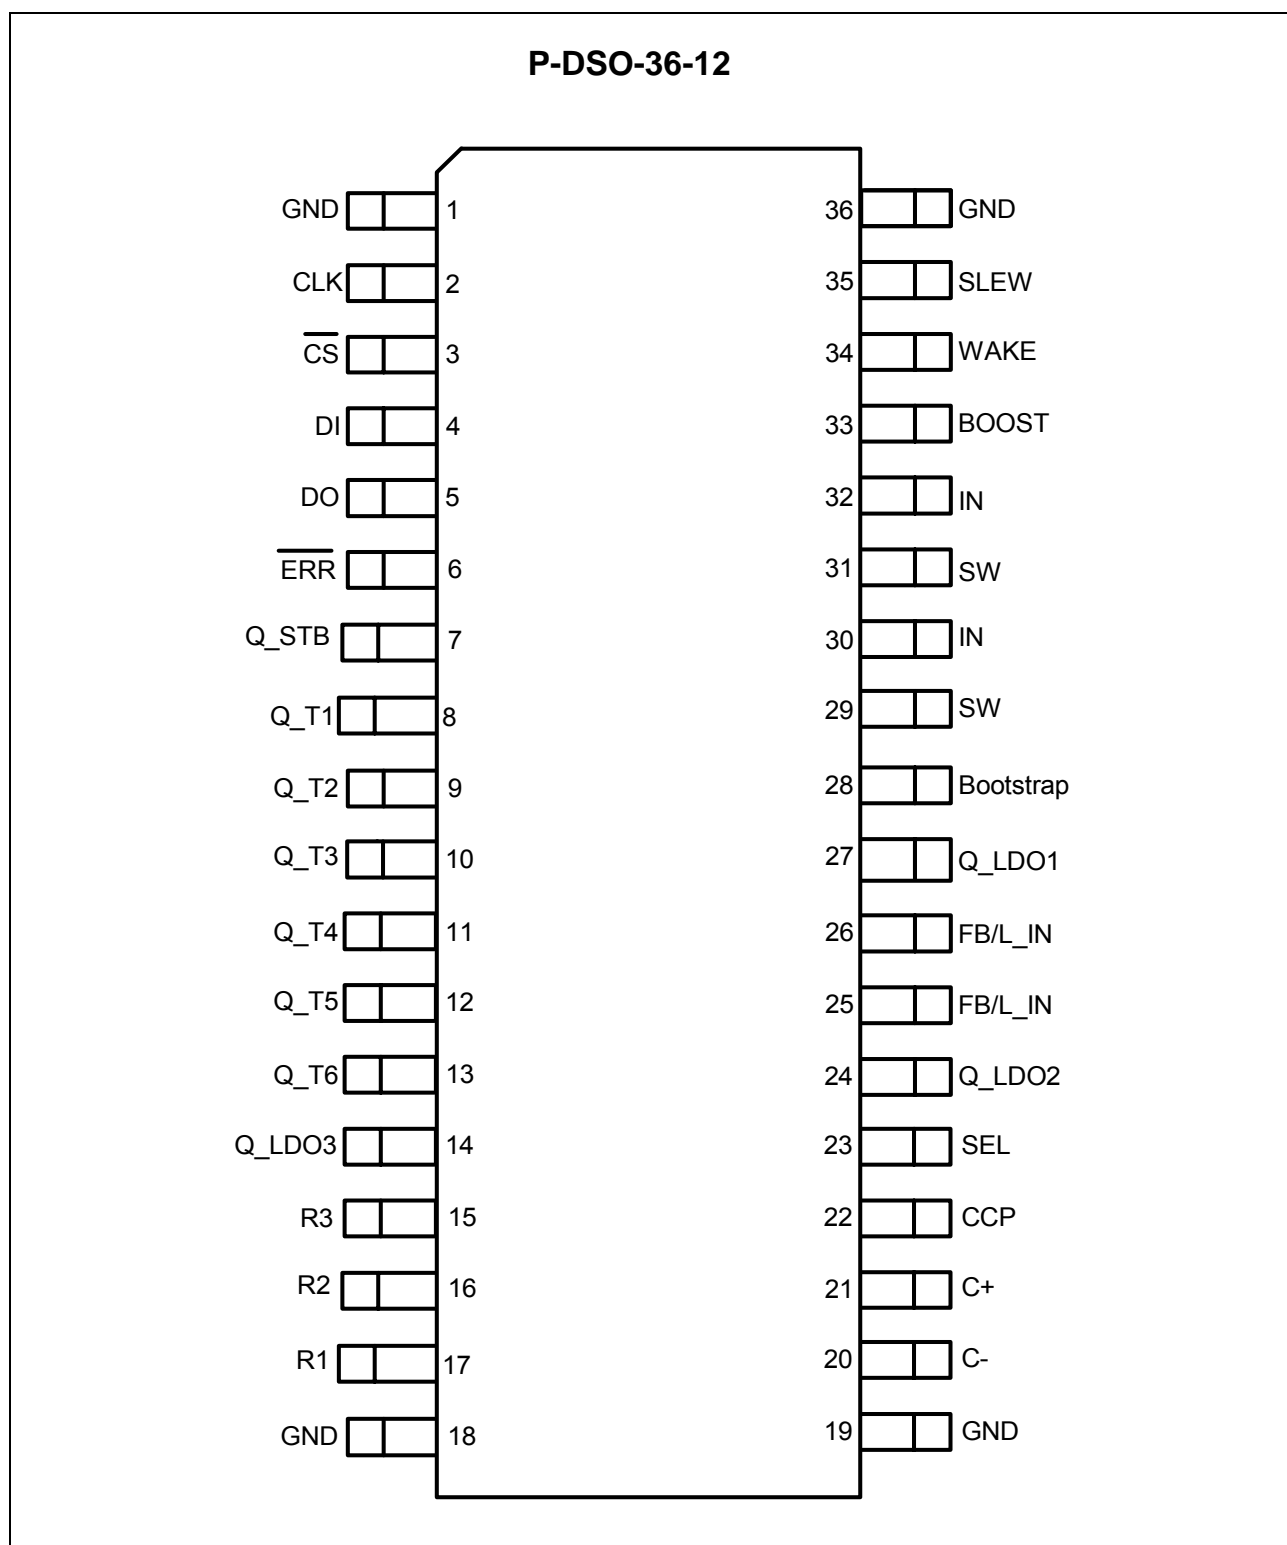 P-DSO-36-12
GND 1 36 GND
CLK 2 35 SLEW
C̅S̅ 3 34 WAKE
DI 4 33 BOOST
DO 5 32 IN
E̅R̅R̅ 6 31 SW
Q_STB 7 30 IN
Q_T1 8 29 SW
Q_T2 9 28 Bootstrap
Q_T3 10 27 Q_LDO1
Q_T4 11 26 FB/L_IN
Q_T5 12 25 FB/L_IN
Q_T6 13 24 Q_LDO2
Q_LDO3 14 23 SEL
R3 15 22 CCP
R2 16 21 C+
R1 17 20 C-
GND 18 19 GND